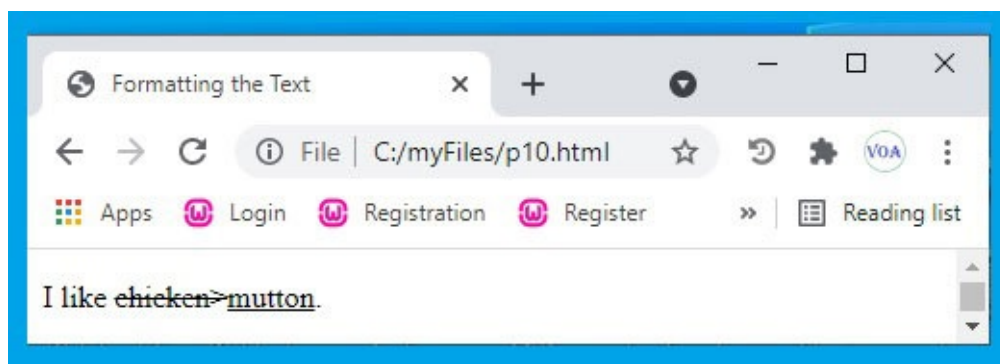 Formatting the Text
File C:/myFiles/p10.html VOA
Apps Login Registration Register » Reading list
I like chicken>mutton.